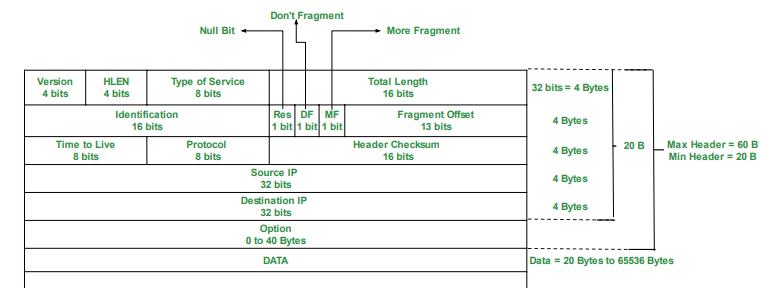 Don't Fragment
Null Bit
More Fragment
Version
4 bits
HLEN
4 bits
Type of Service
8 bits
Total Length
16 bits
32 bits = 4 Bytes
Identification
16 bits
Res
1 bit
DF
1 bit
MF
1 bit
Fragment Offset
13 bits
4 Bytes
Time to Live
8 bits
Protocol
8 bits
Header Checksum
16 bits
4 Bytes
20 B
Max Header = 60 B
Min Header = 20 B
Source IP
32 bits
4 Bytes
Destination IP
32 bits
4 Bytes
Option
0 to 40 Bytes
DATA
Data = 20 Bytes to 65536 Bytes